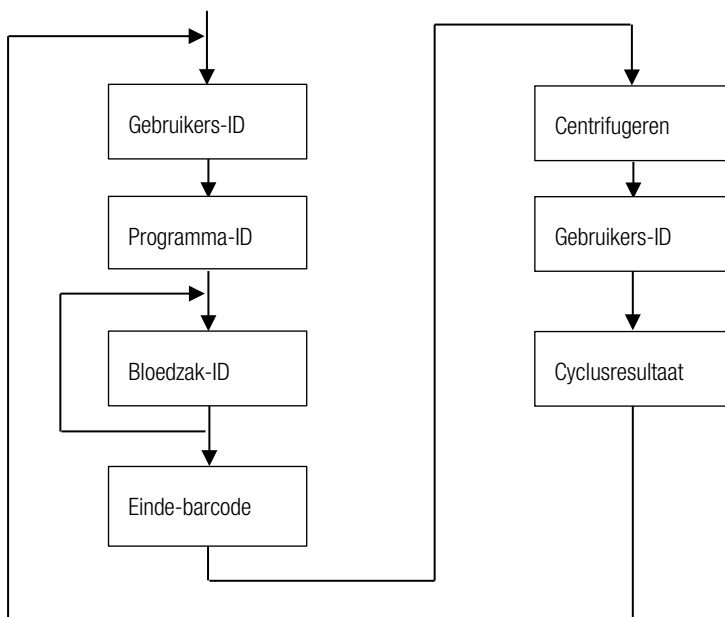 Gebruikers-ID
Programma-ID
Bloedzak-ID
Einde-barcode
Centrifugeren
Gebruikers-ID
Cyclusresultaat